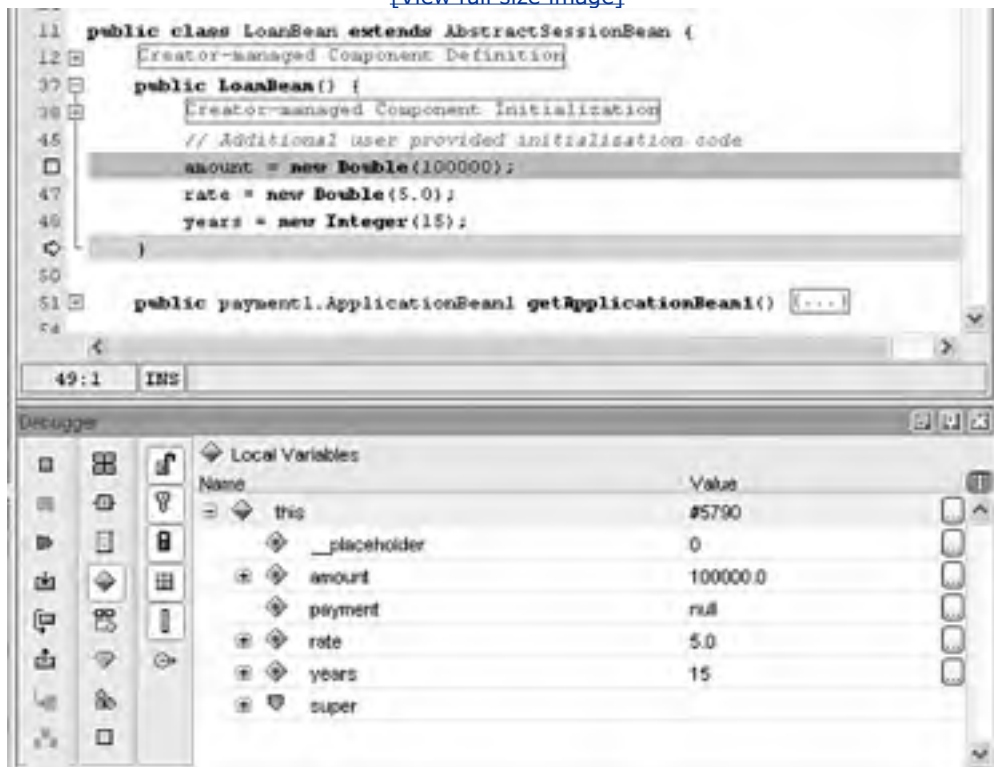 [View full size image]
11 public class LoanBean extends AbstractSessionBean {
12 Creator-managed Component Definition
37 public LoanBean() {
38 Creator-managed Component Initialization
45 // Additional user provided initialization code
amount = new Double(100000);
47 rate = new Double(5.0);
48 years = new Integer(15);
}
50
51 public payment1.ApplicationBean1 getApplicationBean1() {...}
54
49:1 INS
Debugger
Local Variables
Name Value
this #5790
__placeholder 0
amount 100000.0
payment null
rate 5.0
years 15
super